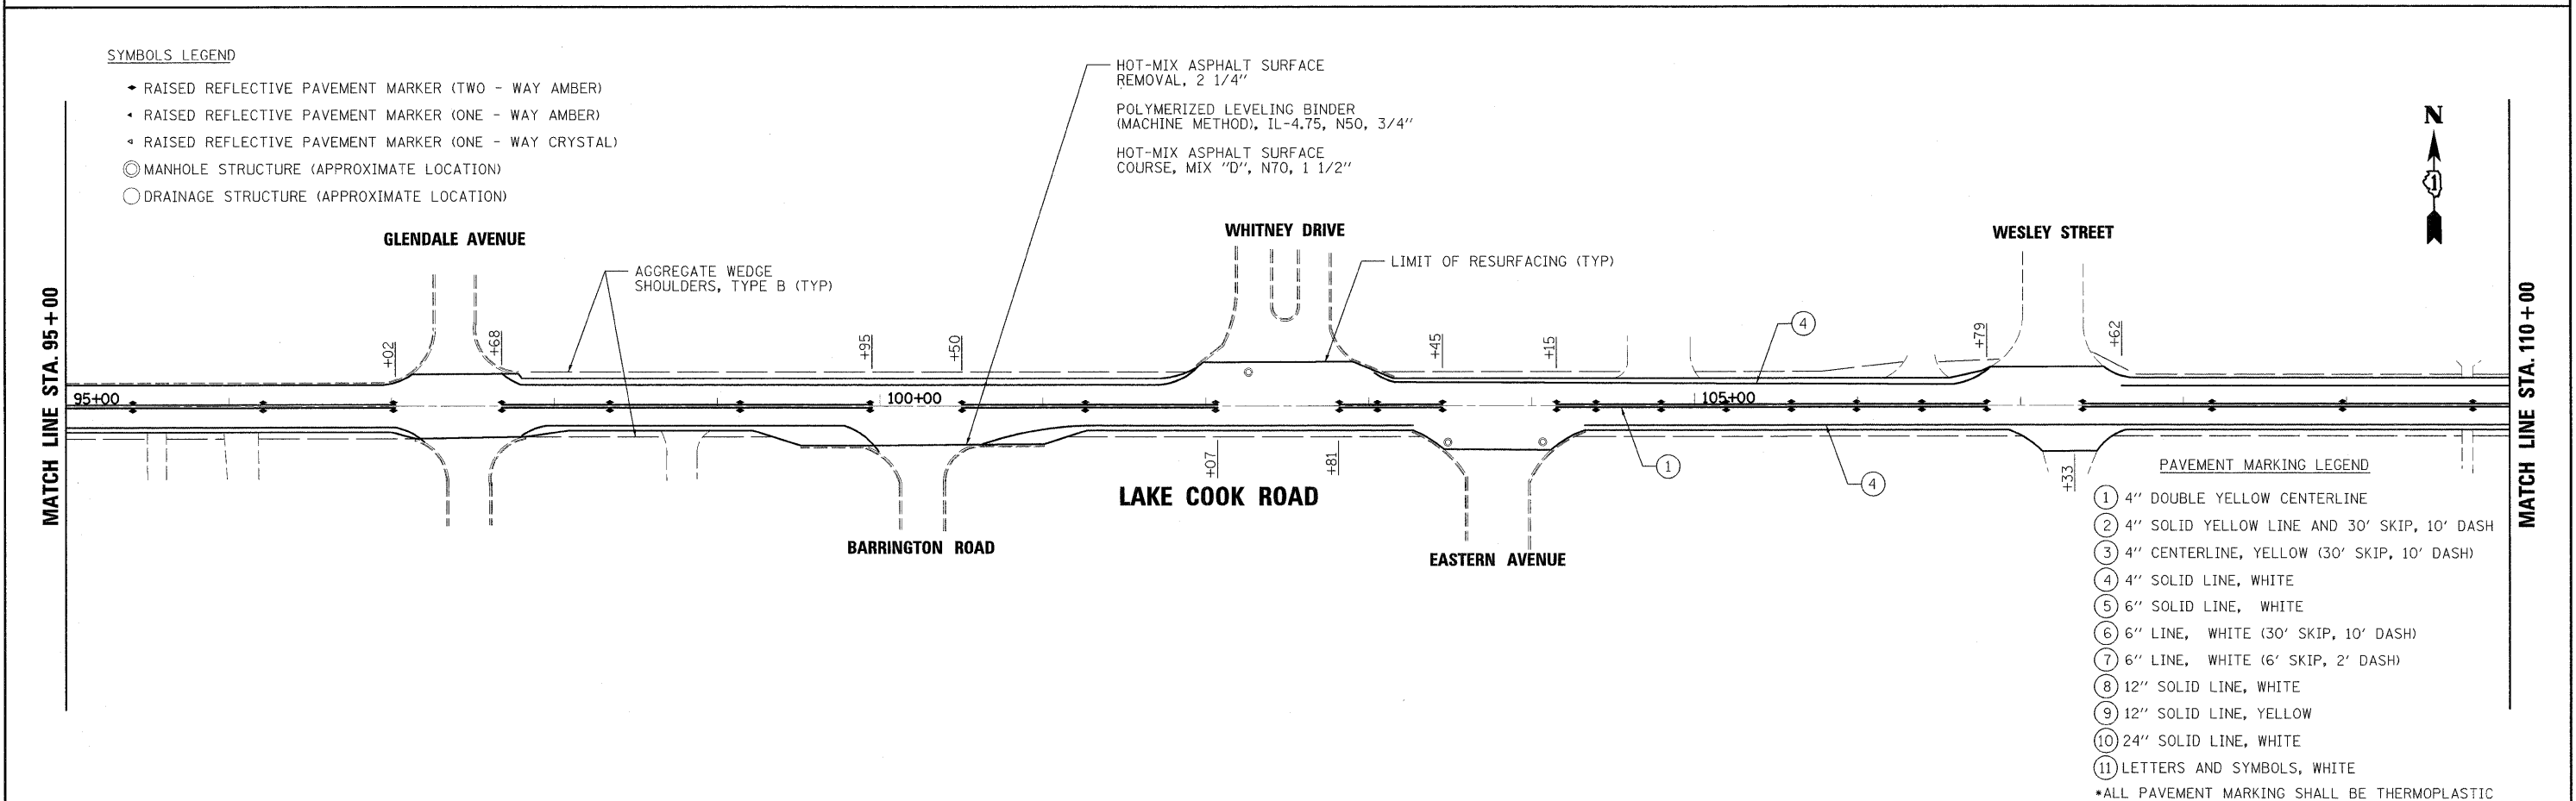 SYMBOLS LEGEND
RAISED REFLECTIVE PAVEMENT MARKER (TWO - WAY AMBER)
RAISED REFLECTIVE PAVEMENT MARKER (ONE - WAY AMBER)
RAISED REFLECTIVE PAVEMENT MARKER (ONE - WAY CRYSTAL)
MANHOLE STRUCTURE (APPROXIMATE LOCATION)
DRAINAGE STRUCTURE (APPROXIMATE LOCATION)
HOT-MIX ASPHALT SURFACE
REMOVAL, 2 1/4"
POLYMERIZED LEVELING BINDER
(MACHINE METHOD), IL-4.75, N50, 3/4"
HOT-MIX ASPHALT SURFACE
COURSE, MIX "D", N70, 1 1/2"
N
1
GLENDALE AVENUE
WHITNEY DRIVE
WESLEY STREET
AGGREGATE WEDGE
SHOULDERS, TYPE B (TYP)
LIMIT OF RESURFACING (TYP)
MATCH LINE STA. 95+00
MATCH LINE STA. 110+00
+02
+68
+95
+50
+45
+15
4
+79
+62
95+00
100+00
105+00
+07
+81
1
4
+33
LAKE COOK ROAD
BARRINGTON ROAD
EASTERN AVENUE
PAVEMENT MARKING LEGEND
1 4" DOUBLE YELLOW CENTERLINE
2 4" SOLID YELLOW LINE AND 30' SKIP, 10' DASH
3 4" CENTERLINE, YELLOW (30' SKIP, 10' DASH)
4 4" SOLID LINE, WHITE
5 6" SOLID LINE, WHITE
6 6" LINE, WHITE (30' SKIP, 10' DASH)
7 6" LINE, WHITE (6' SKIP, 2' DASH)
8 12" SOLID LINE, WHITE
9 12" SOLID LINE, YELLOW
10 24" SOLID LINE, WHITE
11 LETTERS AND SYMBOLS, WHITE
*ALL PAVEMENT MARKING SHALL BE THERMOPLASTIC